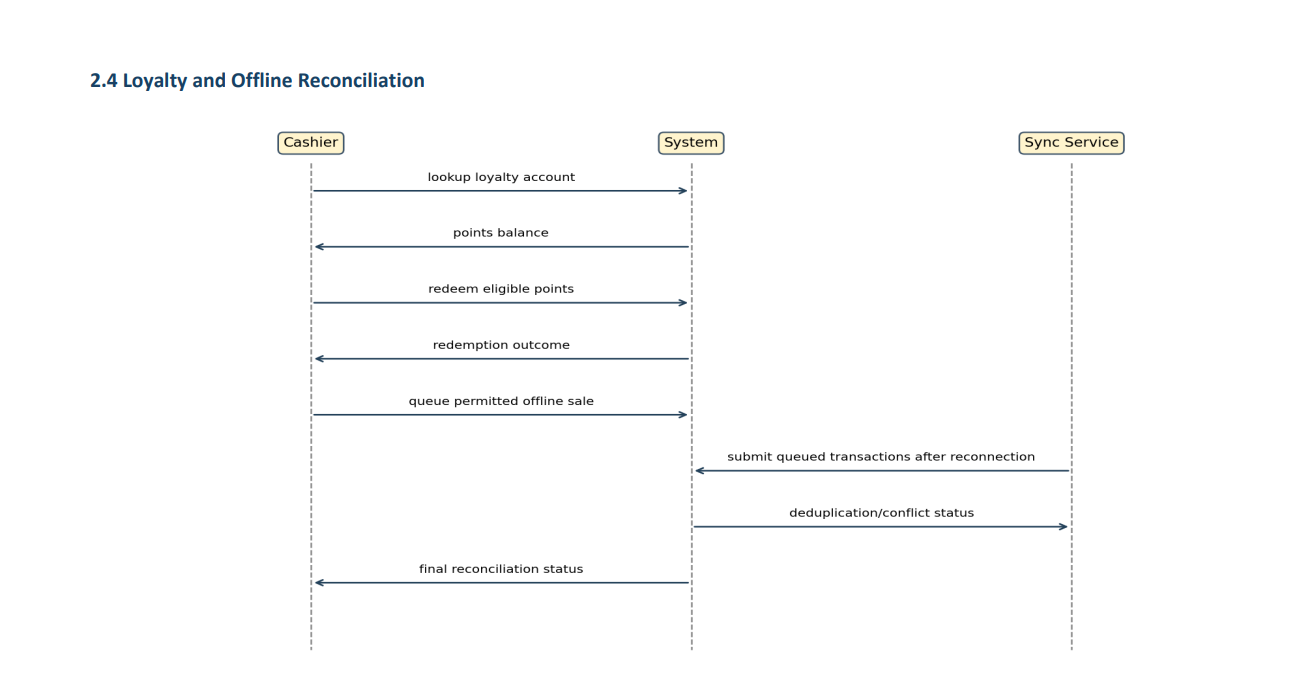 2.4 Loyalty and Offline Reconciliation
Cashier
System
Sync Service
lookup loyalty account
points balance
redeem eligible points
redemption outcome
queue permitted offline sale
submit queued transactions after reconnection
deduplication/conflict status
final reconciliation status